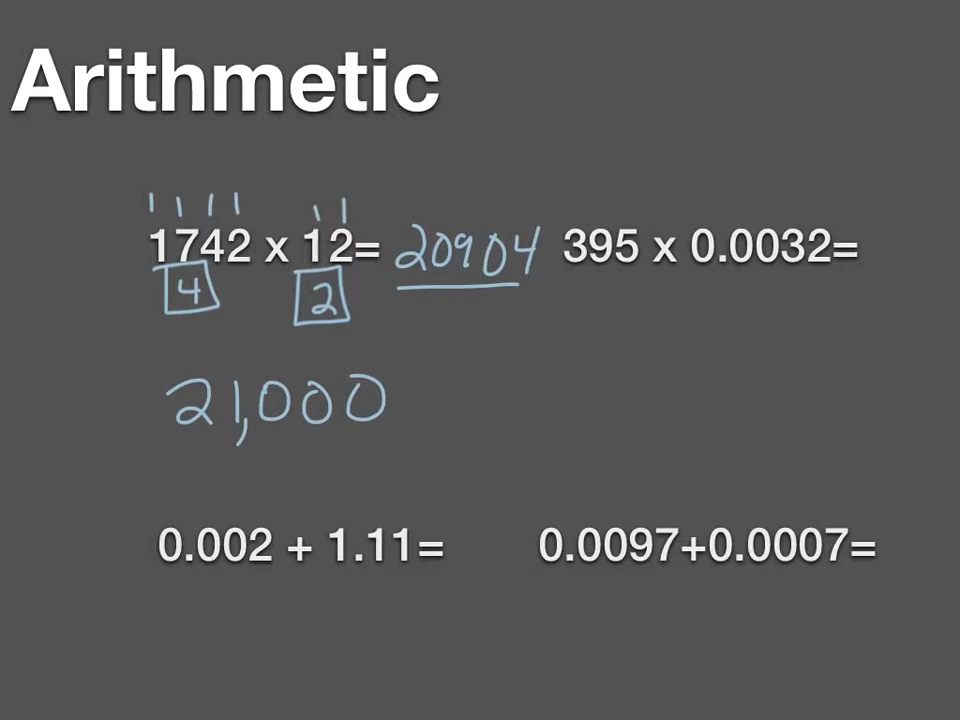 Arithmetic
1742 x 12= 20904
395 x 0.0032=
4 2
21,000
0.002 + 1.11=
0.0097+0.0007=